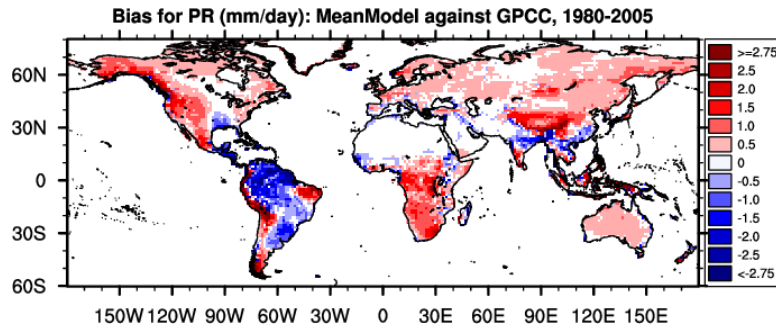 Bias for PR (mm/day): MeanModel against GPCC, 1980-2005
60N
30N
0
30S
60S
150W 120W 90W 60W 30W 0 30E 60E 90E 120E 150E
>=2.75
2.5
2.0
1.5
1.0
0.5
0
-0.5
-1.0
-1.5
-2.0
-2.5
<-2.75